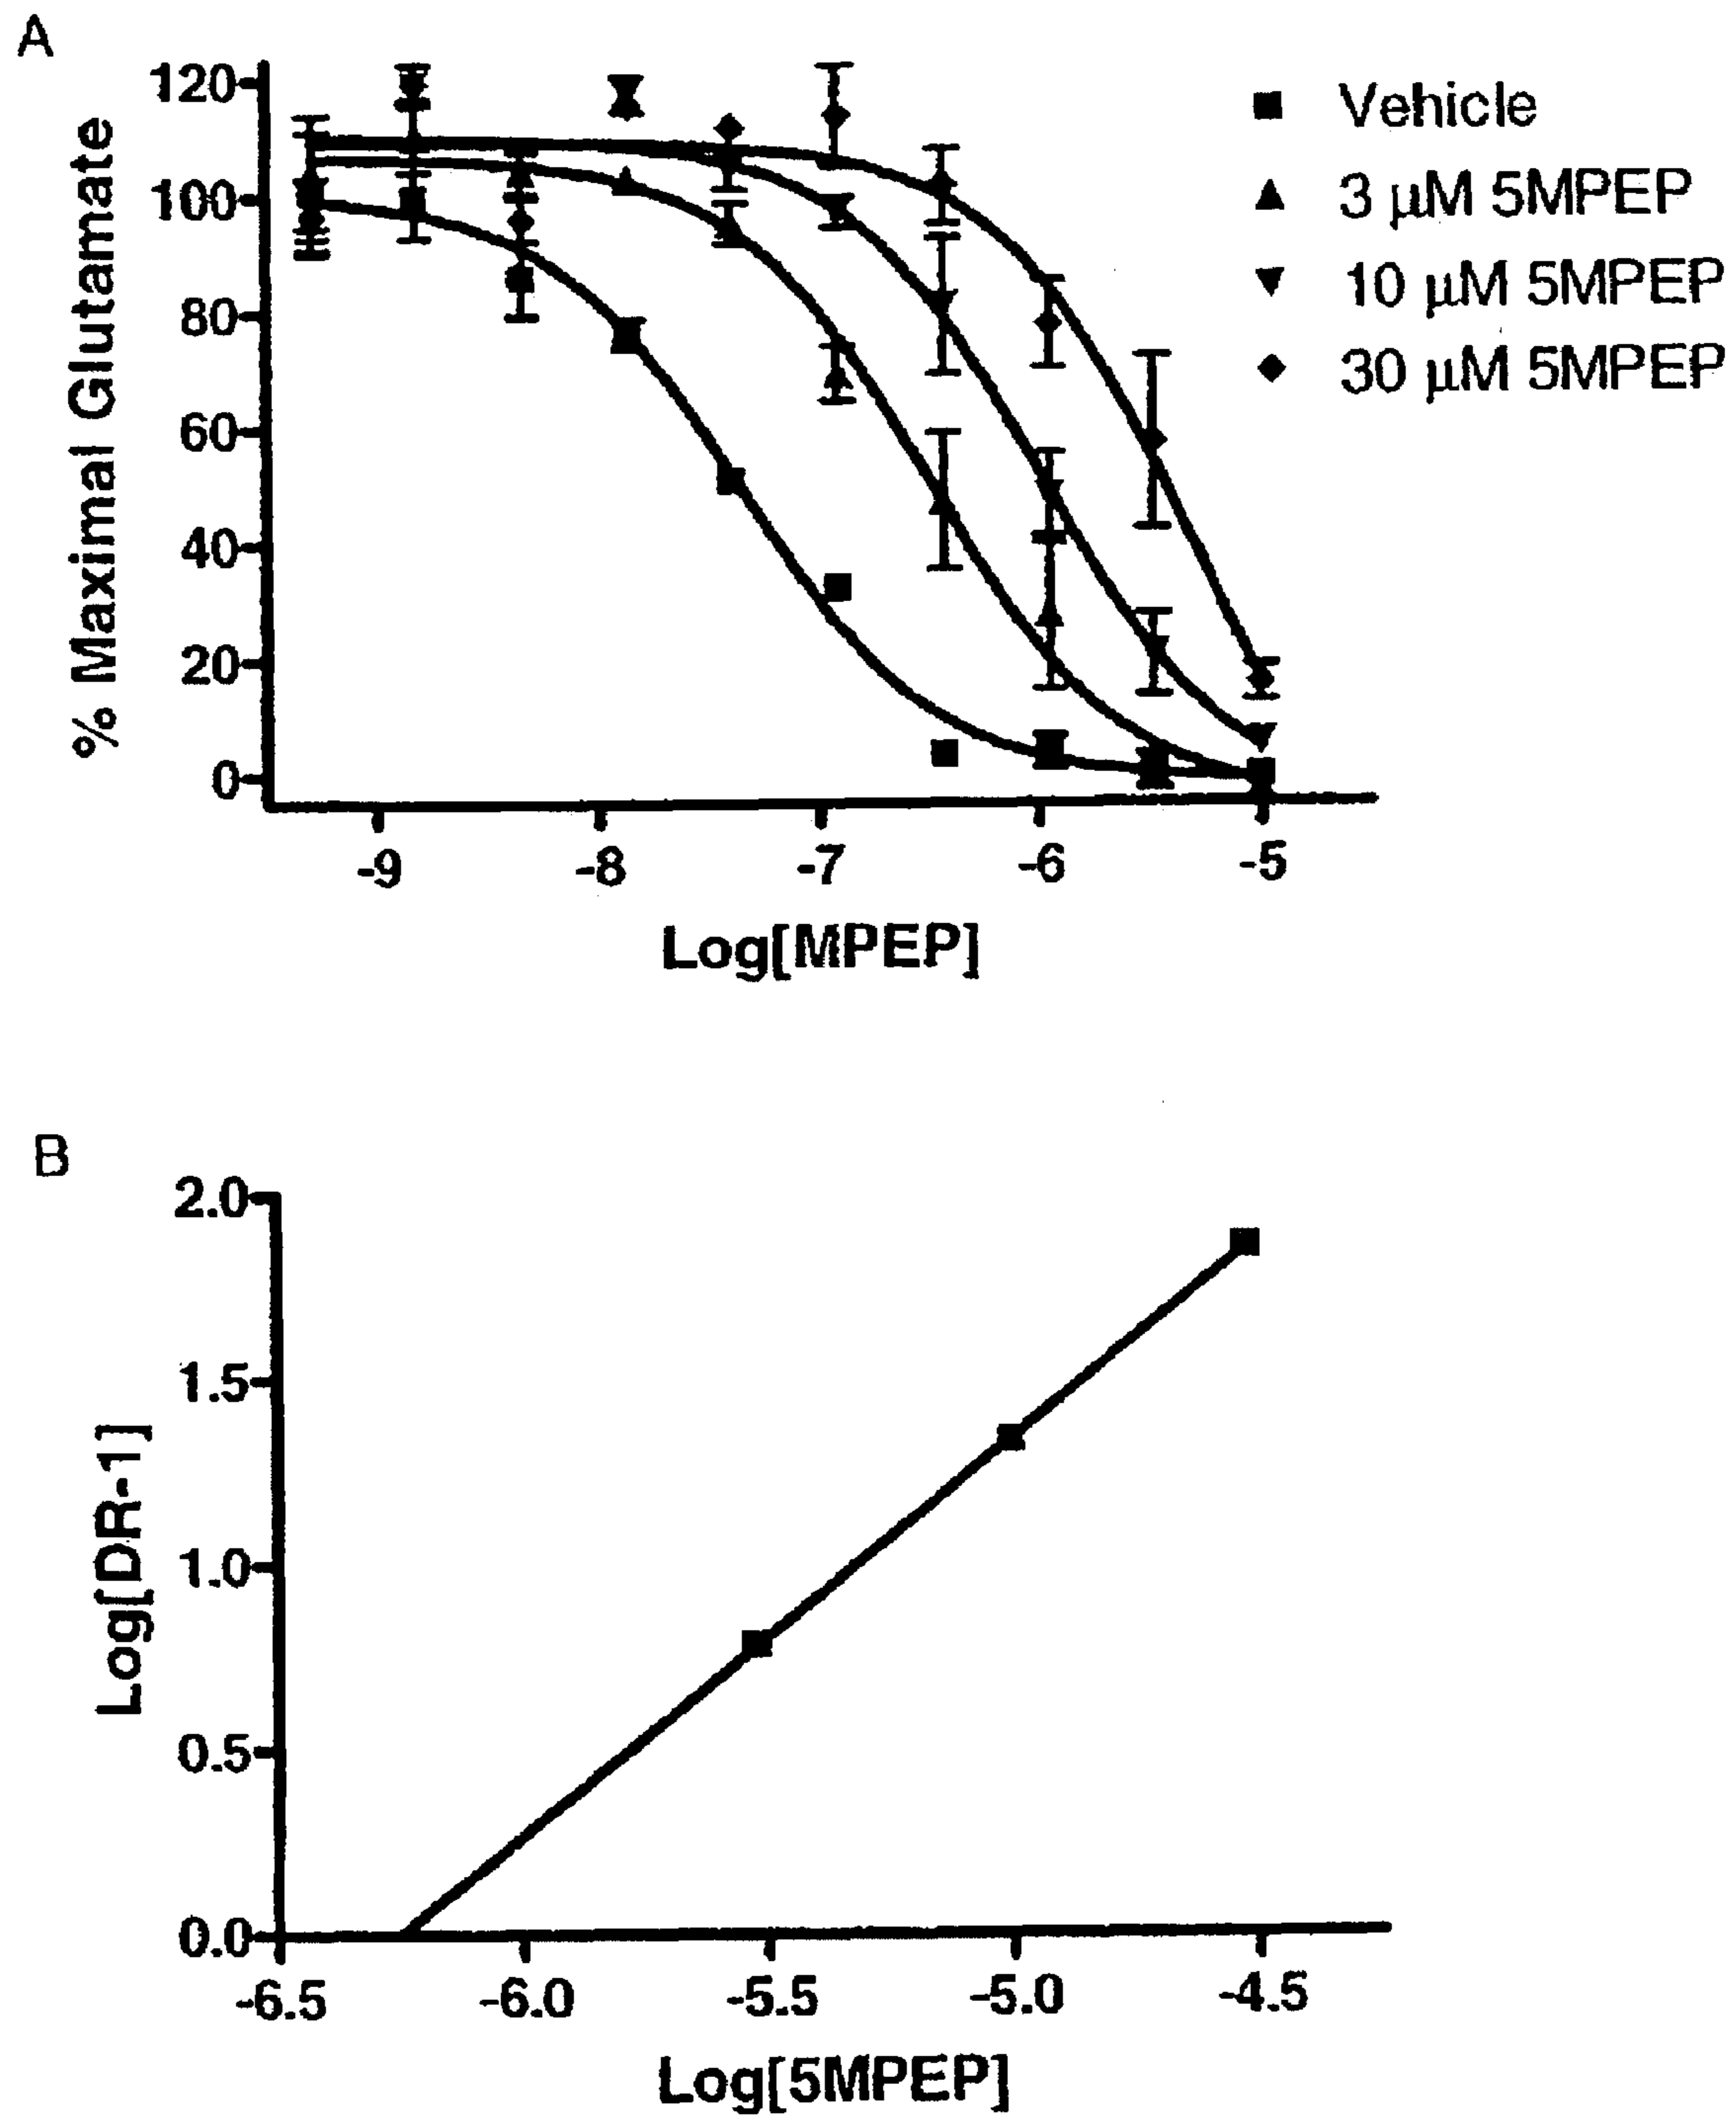 A
% Maximal Glutamate
120
100
80
60
40
20
0
-9 -8 -7 -6 -5
Log[MPEP]
Vehicle
3 µM 5MPEP
10 µM 5MPEP
30 µM 5MPEP
B
Log[DR-1]
2.0
1.5
1.0
0.5
0.0
-6.5 -6.0 -5.5 -5.0 -4.5
Log[5MPEP]